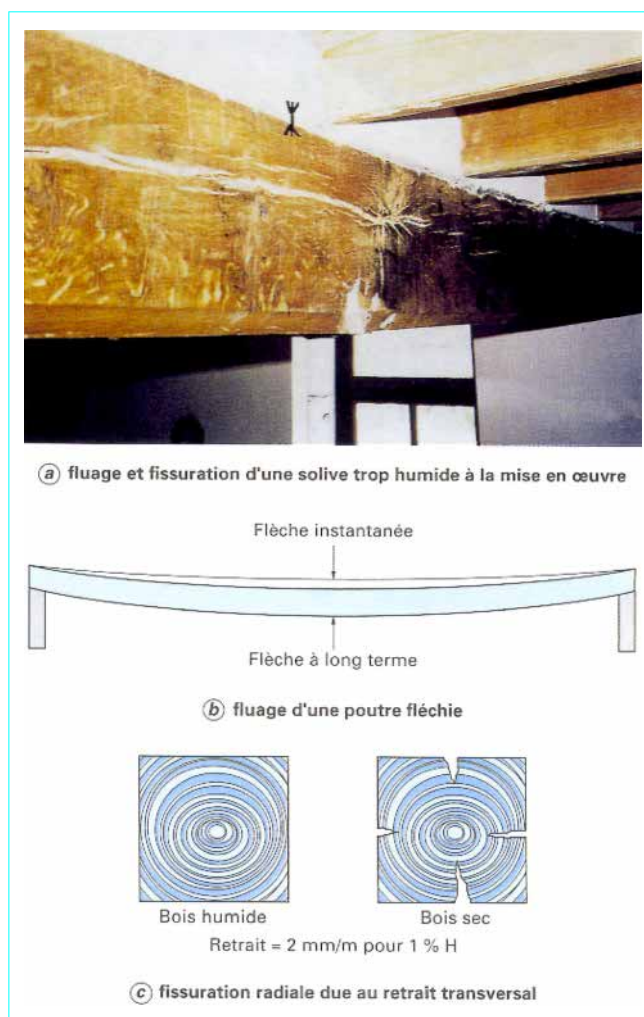 a fluage et fissuration d'une solive trop humide à la mise en œuvre
Flèche instantanée
Flèche à long terme
b fluage d'une poutre fléchie
Bois humide Bois sec
Retrait = 2 mm/m pour 1 % H
c fissuration radiale due au retrait transversal